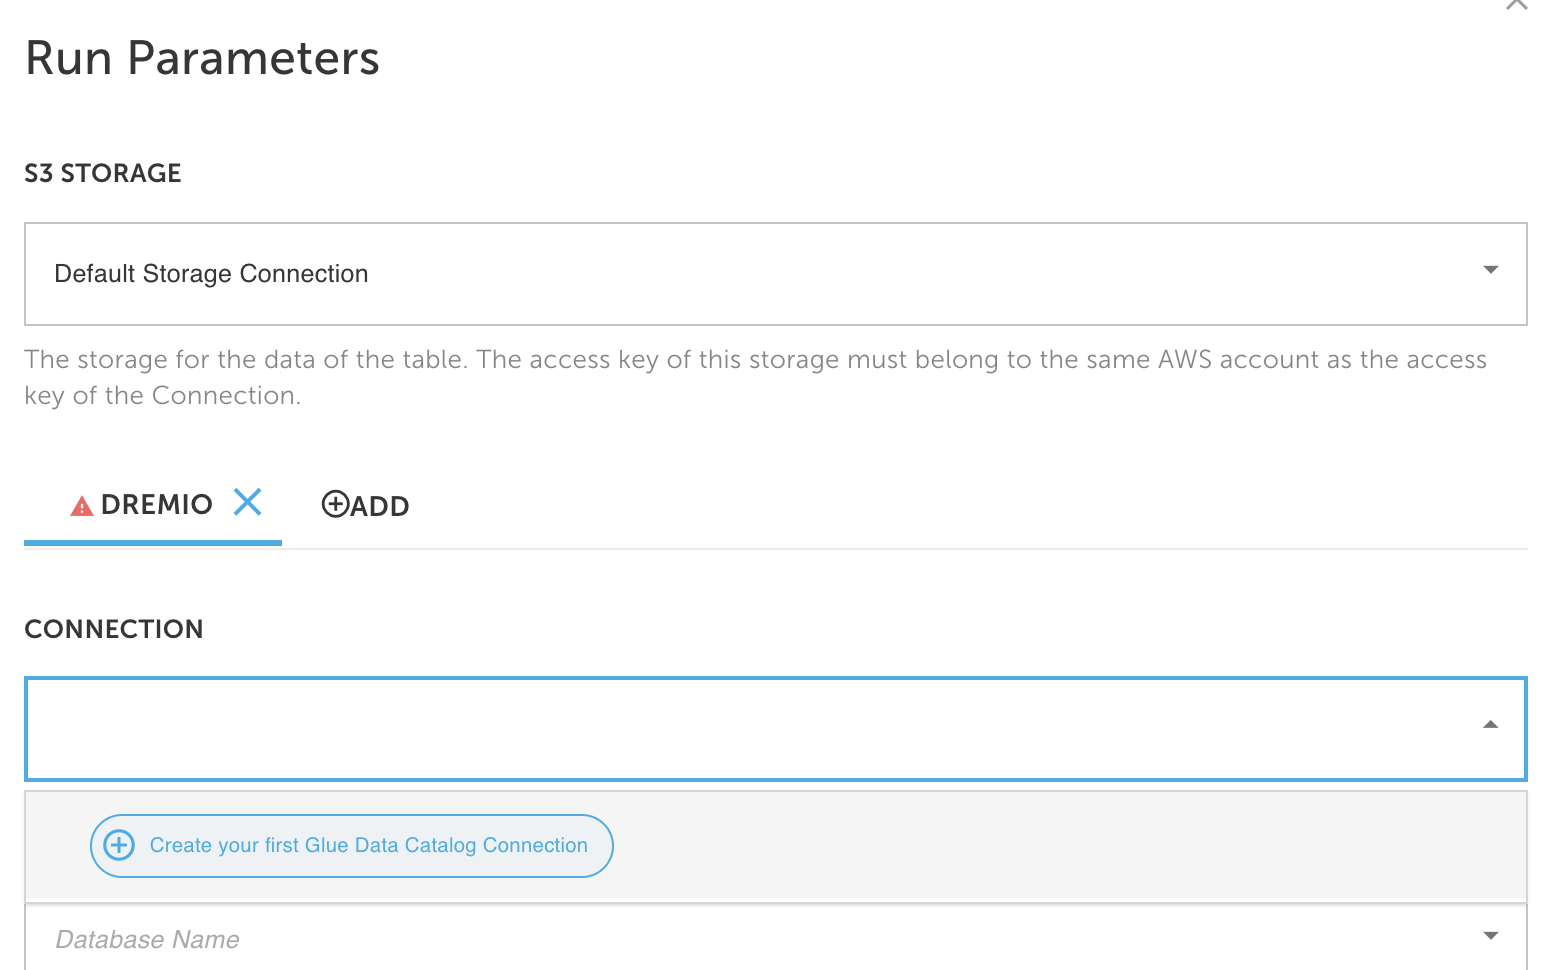 Run Parameters
S3 STORAGE
Default Storage Connection
The storage for the data of the table. The access key of this storage must belong to the same AWS account as the access
key of the Connection.
DREMIO
ADD
CONNECTION
Create your first Glue Data Catalog Connection
Database Name